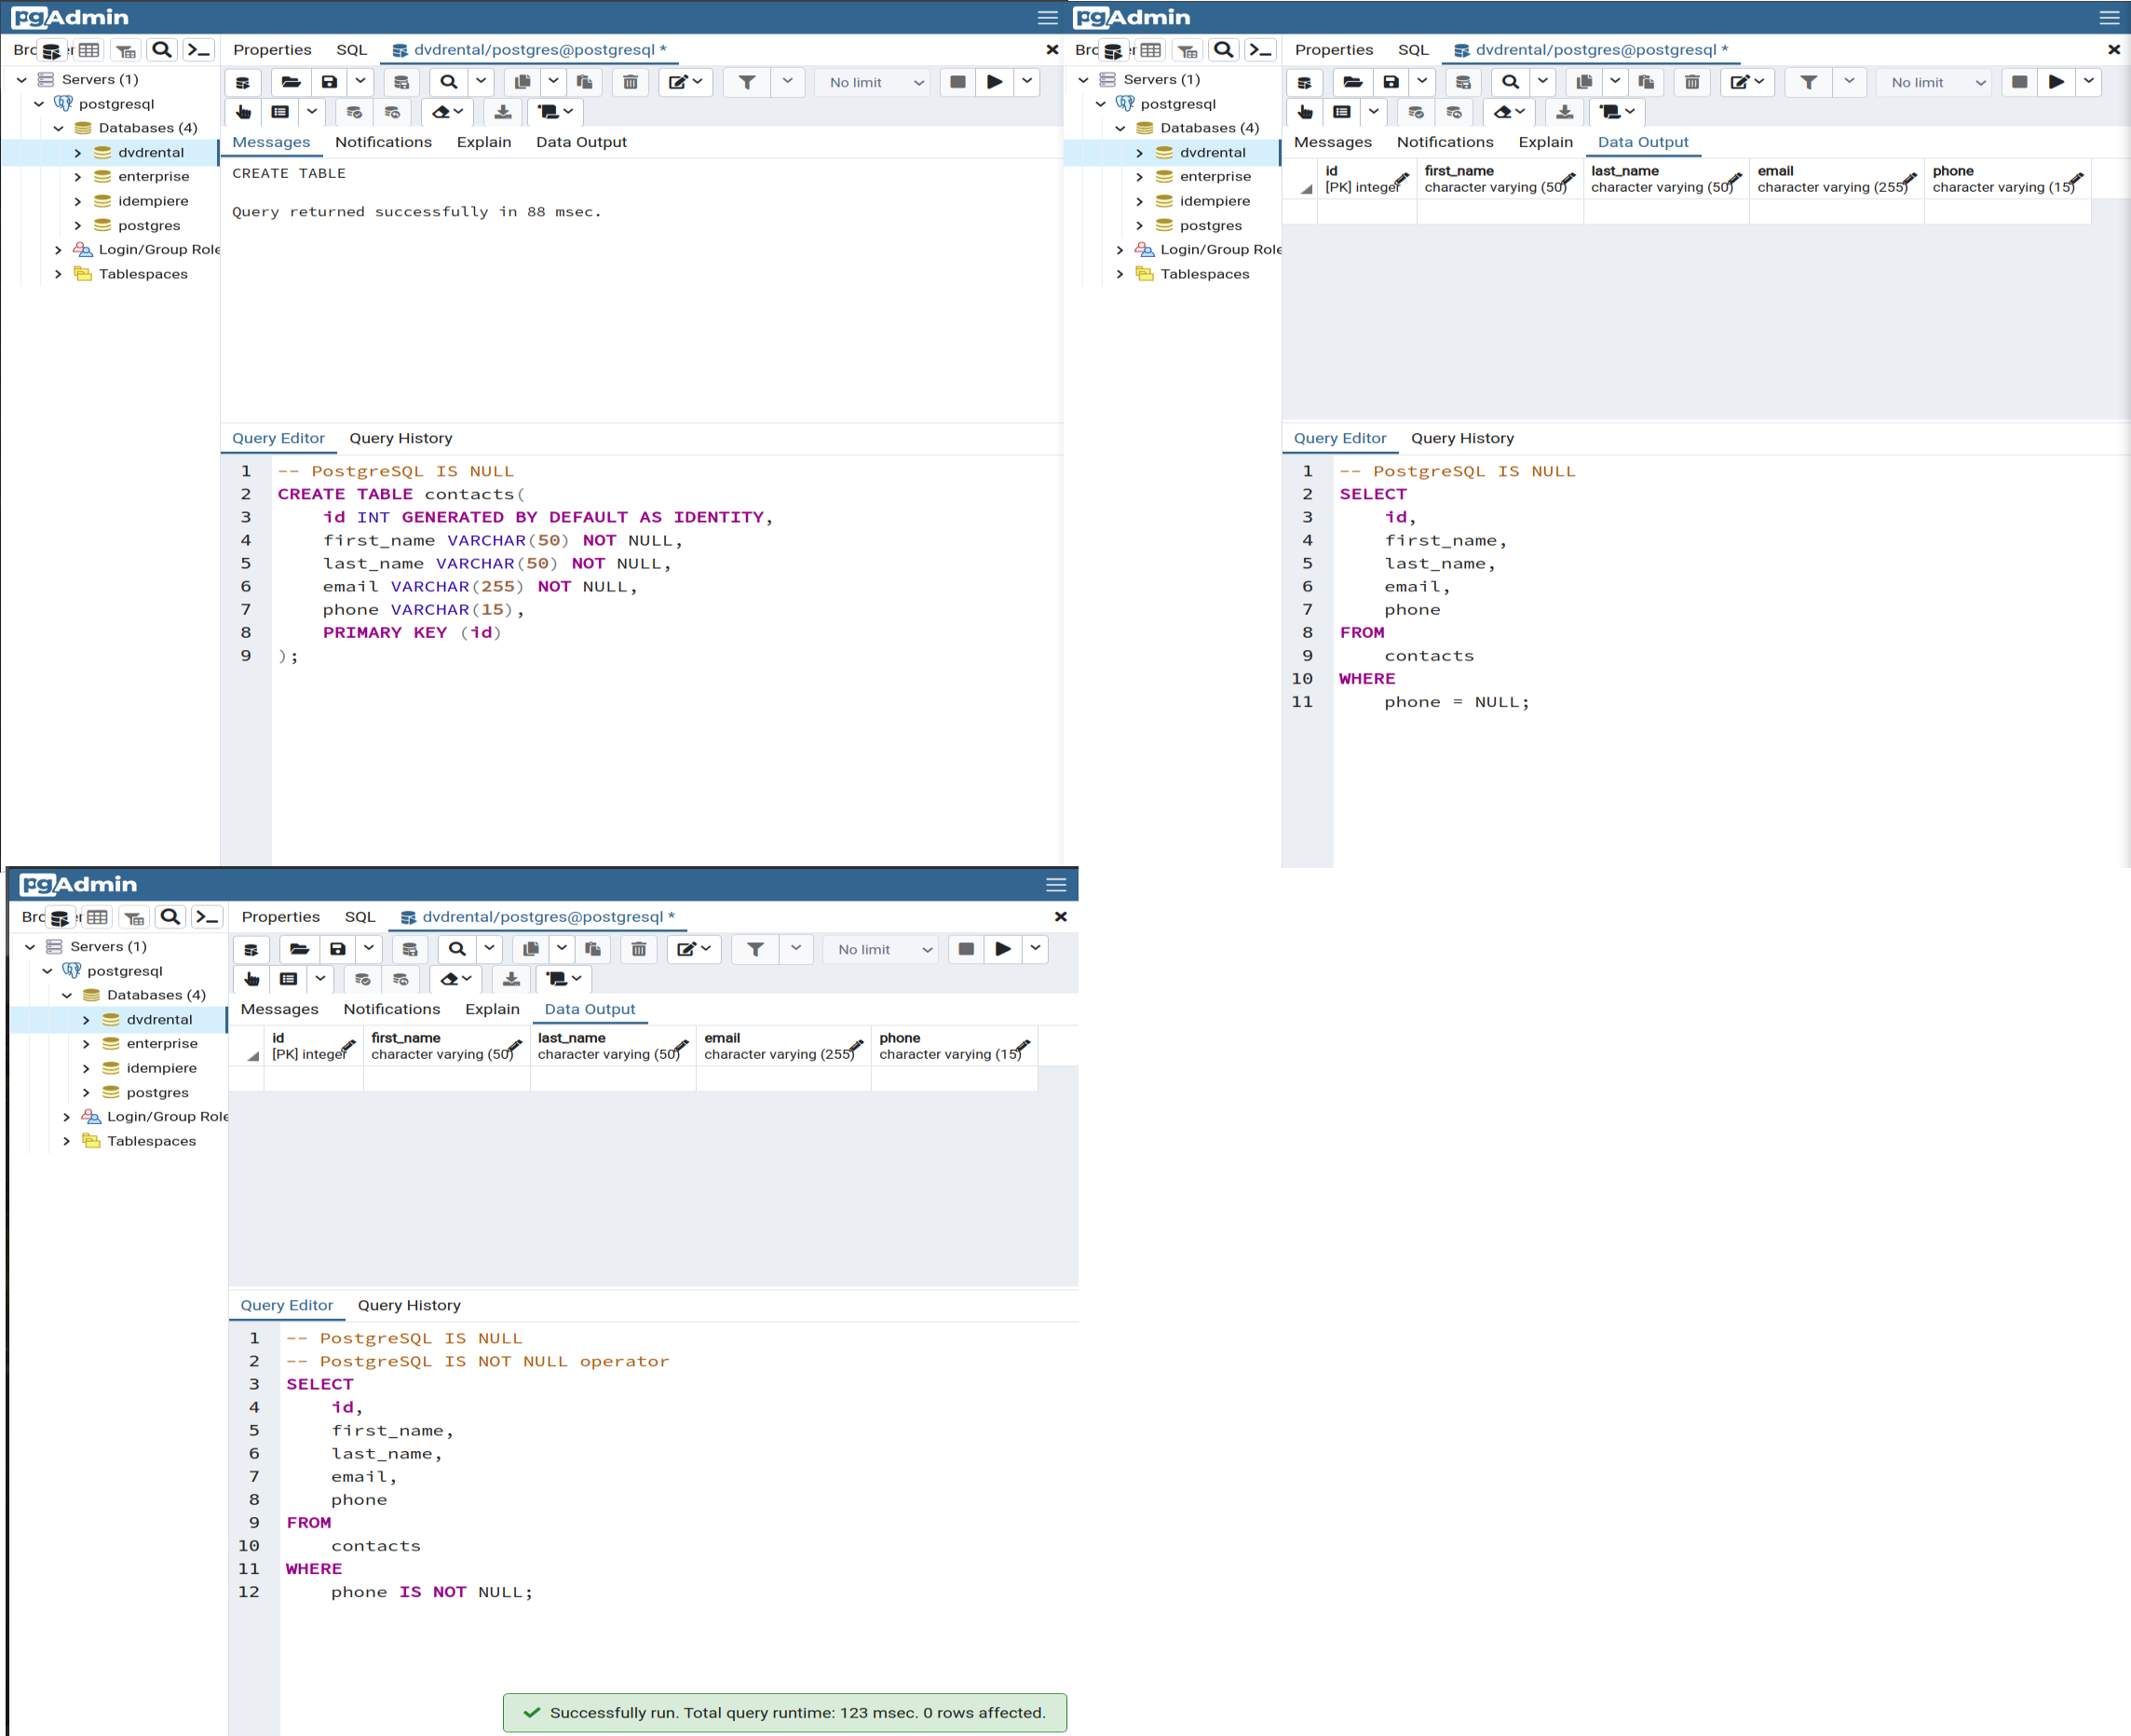 pgAdmin
Properties SQL dvdrental/postgres@postgresql *
Servers (1)
postgresql
Databases (4)
dvdrental
enterprise
idempiere
postgres
Login/Group Role
Tablespaces
No limit
Messages Notifications Explain Data Output
CREATE TABLE
Query returned successfully in 88 msec.
Query Editor Query History
1 -- PostgreSQL IS NULL
2 CREATE TABLE contacts(
3 id INT GENERATED BY DEFAULT AS IDENTITY,
4 first_name VARCHAR(50) NOT NULL,
5 last_name VARCHAR(50) NOT NULL,
6 email VARCHAR(255) NOT NULL,
7 phone VARCHAR(15),
8 PRIMARY KEY (id)
9 );
pgAdmin
Properties SQL dvdrental/postgres@postgresql *
Servers (1)
postgresql
Databases (4)
dvdrental
enterprise
idempiere
postgres
Login/Group Role
Tablespaces
No limit
Messages Notifications Explain Data Output
id first_name last_name email phone
[PK] integer character varying (50) character varying (50) character varying (255) character varying (15)
Query Editor Query History
1 -- PostgreSQL IS NULL
2 SELECT
3 id,
4 first_name,
5 last_name,
6 email,
7 phone
8 FROM
9 contacts
10 WHERE
11 phone = NULL;
pgAdmin
Properties SQL dvdrental/postgres@postgresql *
Servers (1)
postgresql
Databases (4)
dvdrental
enterprise
idempiere
postgres
Login/Group Role
Tablespaces
No limit
Messages Notifications Explain Data Output
id first_name last_name email phone
[PK] integer character varying (50) character varying (50) character varying (255) character varying (15)
Query Editor Query History
1 -- PostgreSQL IS NULL
2 -- PostgreSQL IS NOT NULL operator
3 SELECT
4 id,
5 first_name,
6 last_name,
7 email,
8 phone
9 FROM
10 contacts
11 WHERE
12 phone IS NOT NULL;
Successfully run. Total query runtime: 123 msec. 0 rows affected.